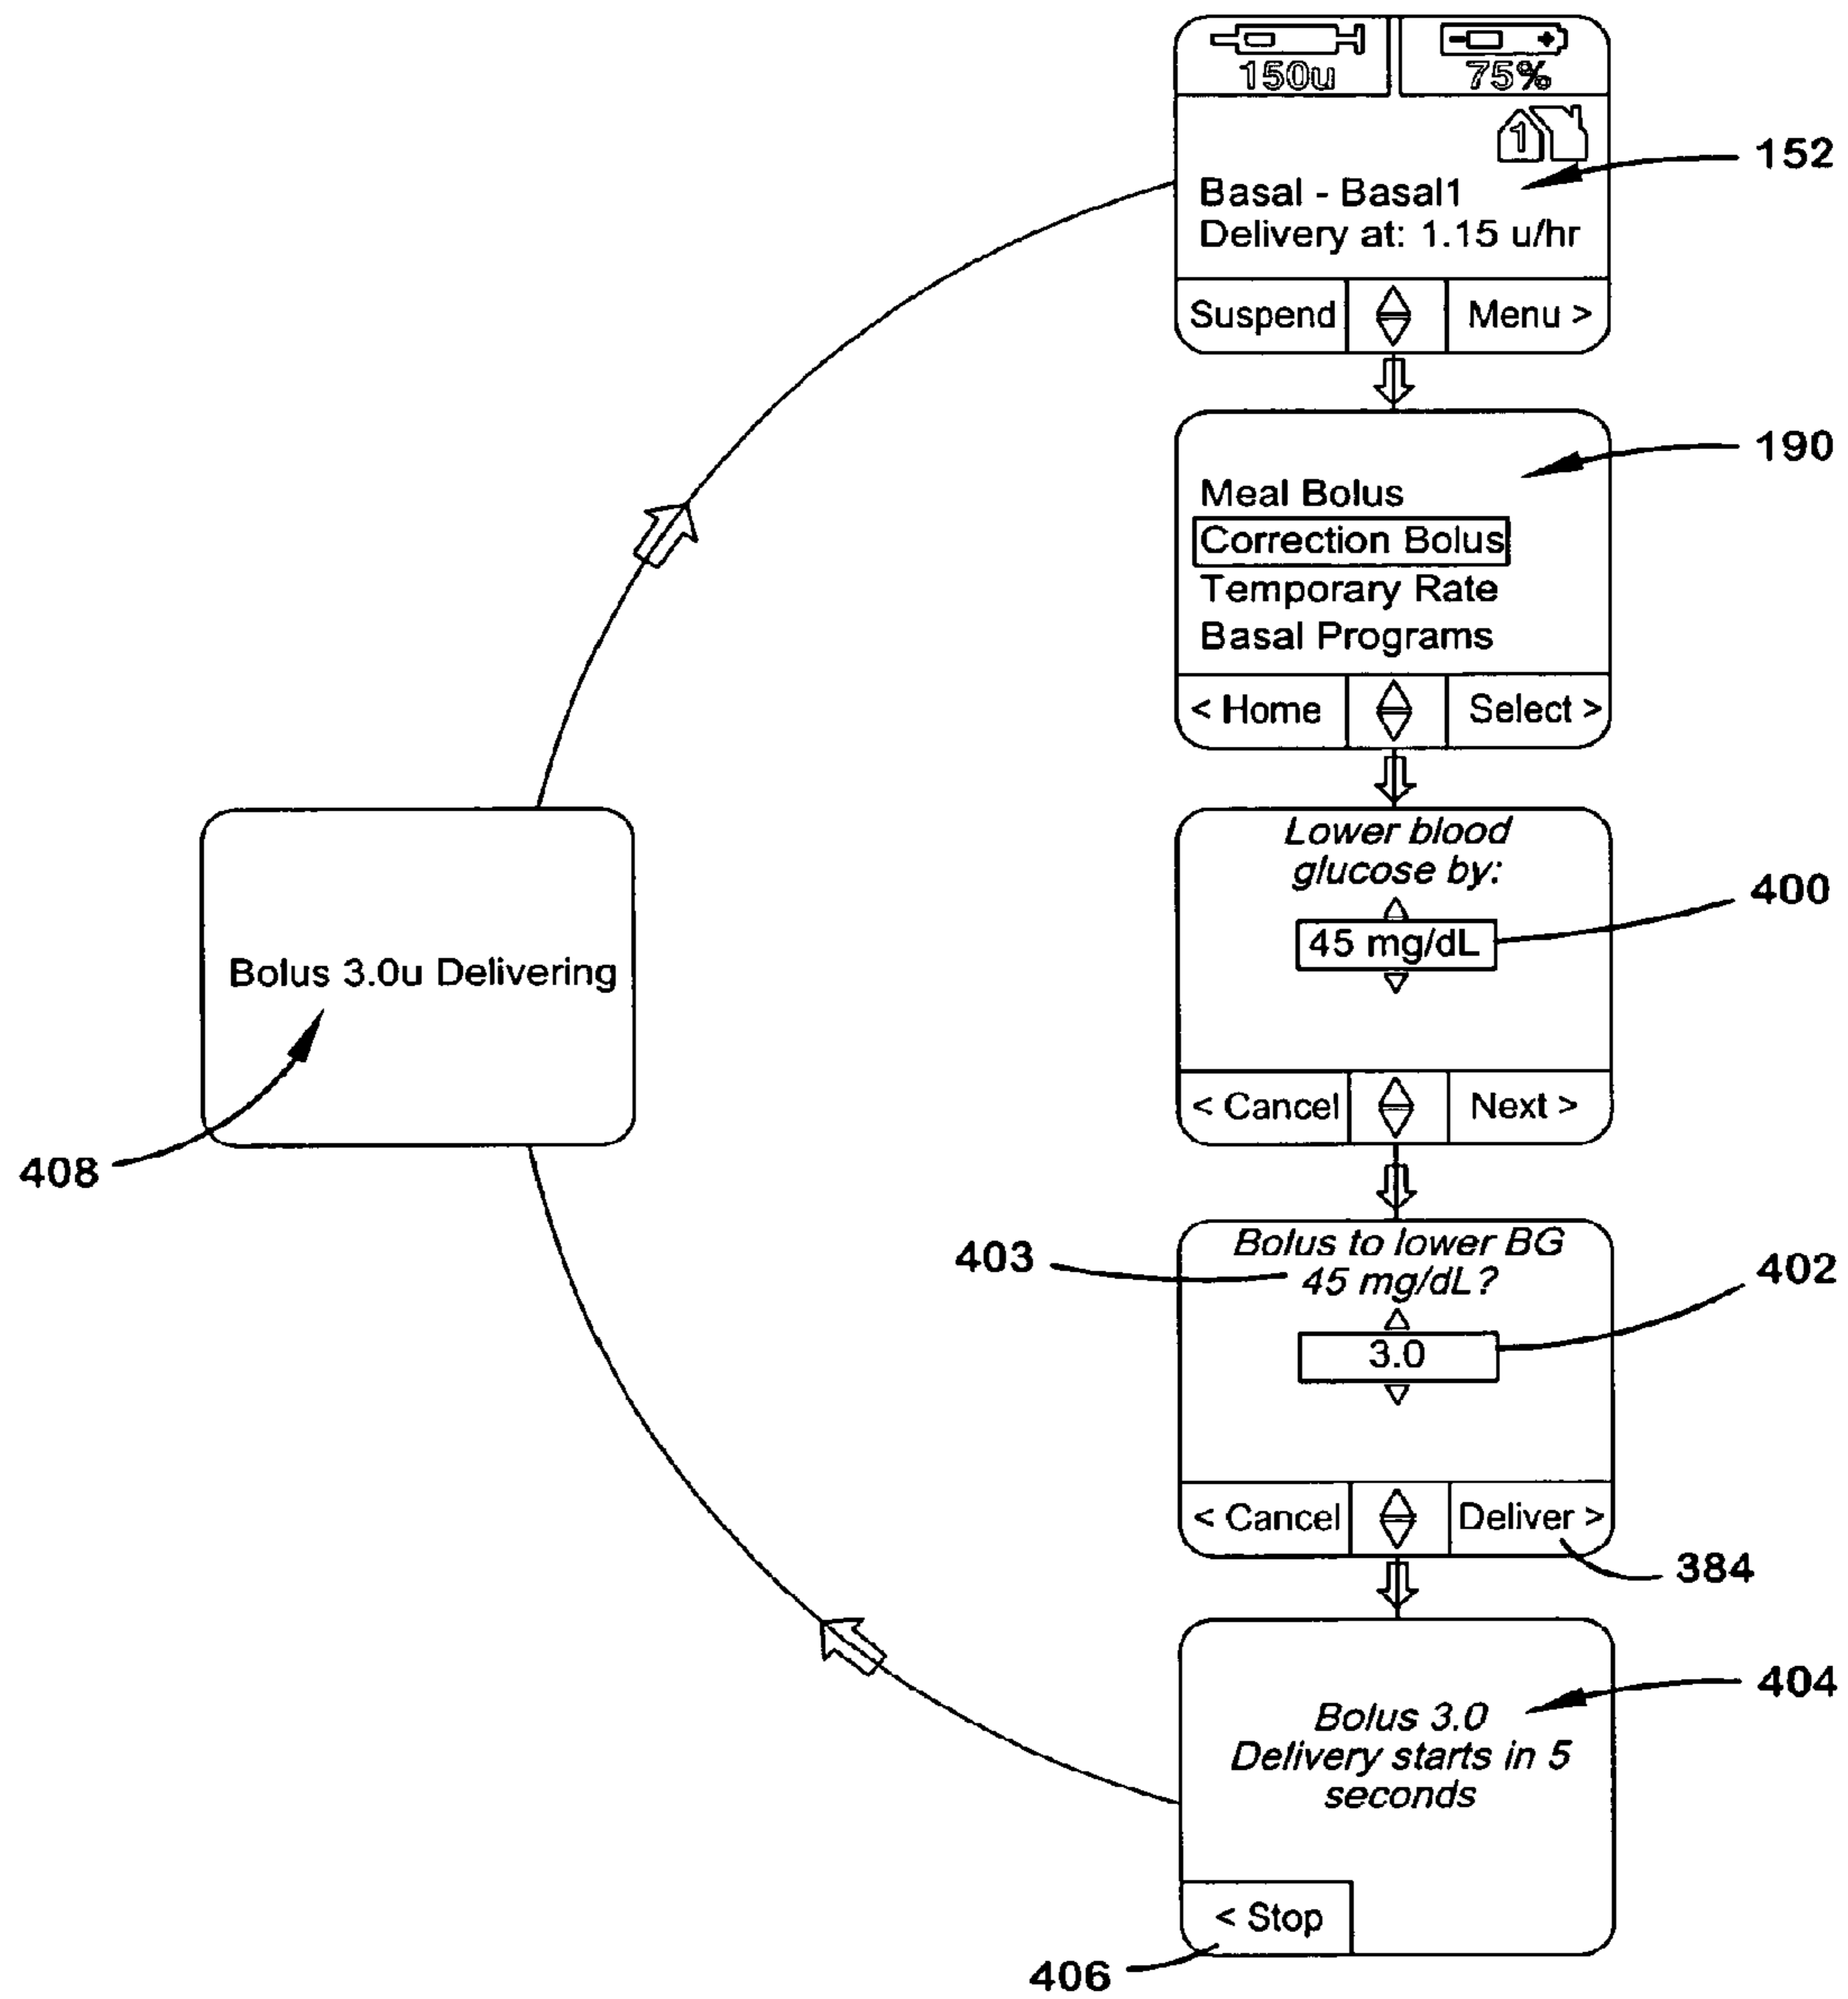 150u
75%
1
152
Basal - Basal1
Delivery at: 1.15 u/hr
Suspend
Menu >
190
Meal Bolus
Correction Bolus
Temporary Rate
Basal Programs
< Home
Select >
Lower blood
glucose by:
400
45 mg/dL
< Cancel
Next >
Bolus 3.0u Delivering
408
403
Bolus to lower BG
45 mg/dL?
402
3.0
< Cancel
Deliver >
384
404
Bolus 3.0
Delivery starts in 5
seconds
< Stop
406